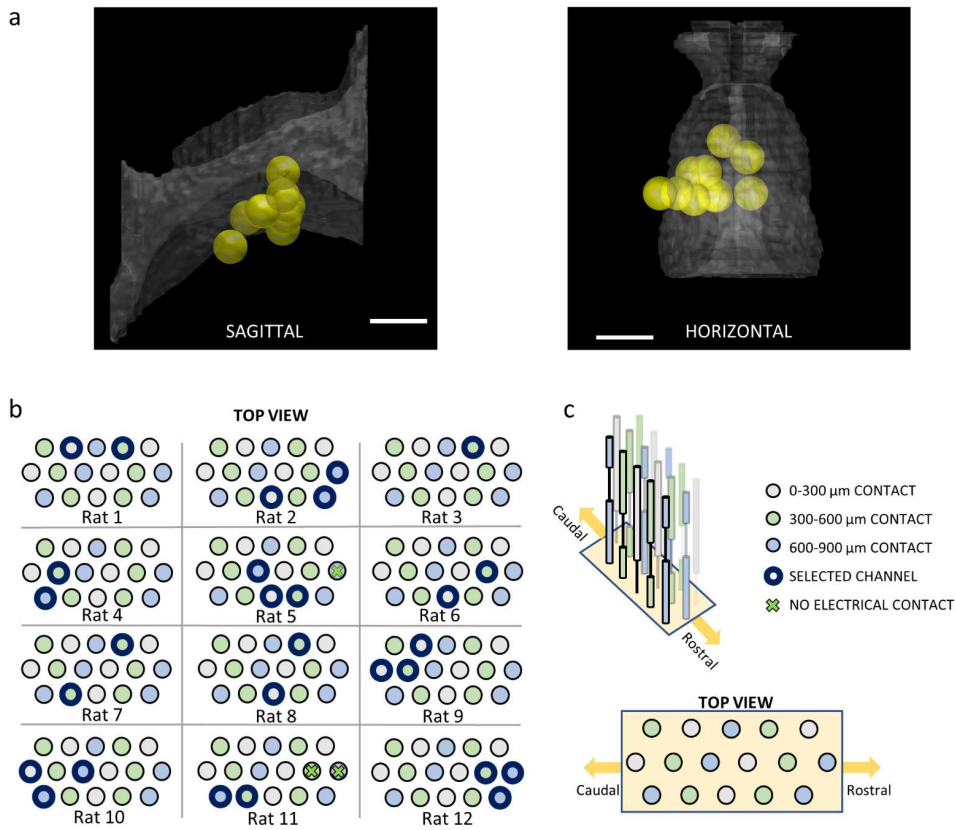 a
SAGITTAL
HORIZONTAL
b
TOP VIEW
Rat 1
Rat 2
Rat 3
Rat 4
Rat 5
Rat 6
Rat 7
Rat 8
Rat 9
Rat 10
Rat 11
Rat 12
c
Caudal
Rostral
0-300 µm CONTACT
300-600 µm CONTACT
600-900 µm CONTACT
SELECTED CHANNEL
NO ELECTRICAL CONTACT
TOP VIEW
Caudal
Rostral